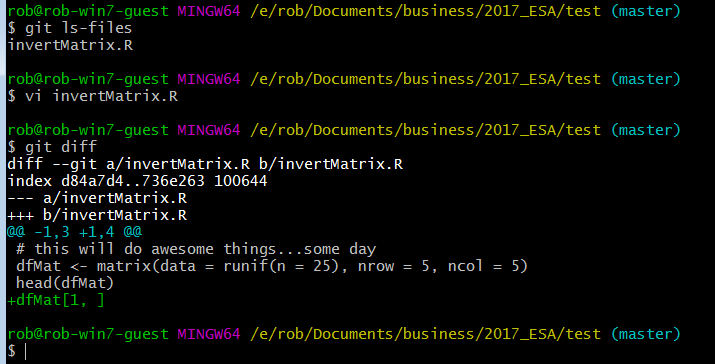 rob@rob-win7-guest MINGW64 /e/rob/Documents/business/2017_ESA/test (master)
$ git ls-files
invertMatrix.R
rob@rob-win7-guest MINGW64 /e/rob/Documents/business/2017_ESA/test (master)
$ vi invertMatrix.R
rob@rob-win7-guest MINGW64 /e/rob/Documents/business/2017_ESA/test (master)
$ git diff
diff --git a/invertMatrix.R b/invertMatrix.R
index d84a7d4..736e263 100644
--- a/invertMatrix.R
+++ b/invertMatrix.R
@@ -1,3 +1,4 @@
 # this will do awesome things...some day
 dfMat <- matrix(data = runif(n = 25), nrow = 5, ncol = 5)
 head(dfMat)
+dfMat[1, ]
rob@rob-win7-guest MINGW64 /e/rob/Documents/business/2017_ESA/test (master)
$